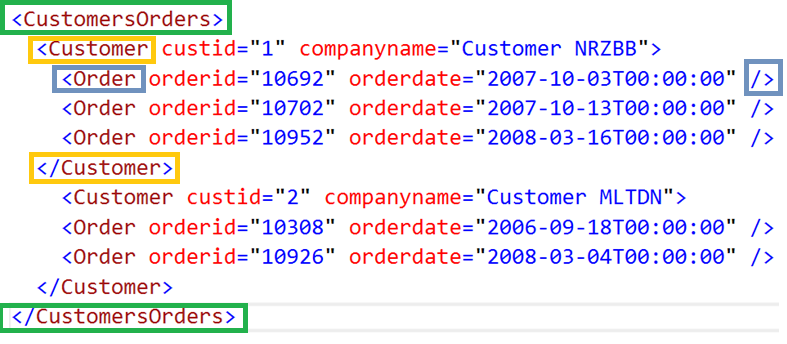 <CustomersOrders>
<Customer custid="1" companyname="Customer NRZBB">
<Order orderid="10692" orderdate="2007-10-03T00:00:00" />
<Order orderid="10702" orderdate="2007-10-13T00:00:00" />
<Order orderid="10952" orderdate="2008-03-16T00:00:00" />
</Customer>
<Customer custid="2" companyname="Customer MLTDN">
<Order orderid="10308" orderdate="2006-09-18T00:00:00" />
<Order orderid="10926" orderdate="2008-03-04T00:00:00" />
</Customer>
</CustomersOrders>